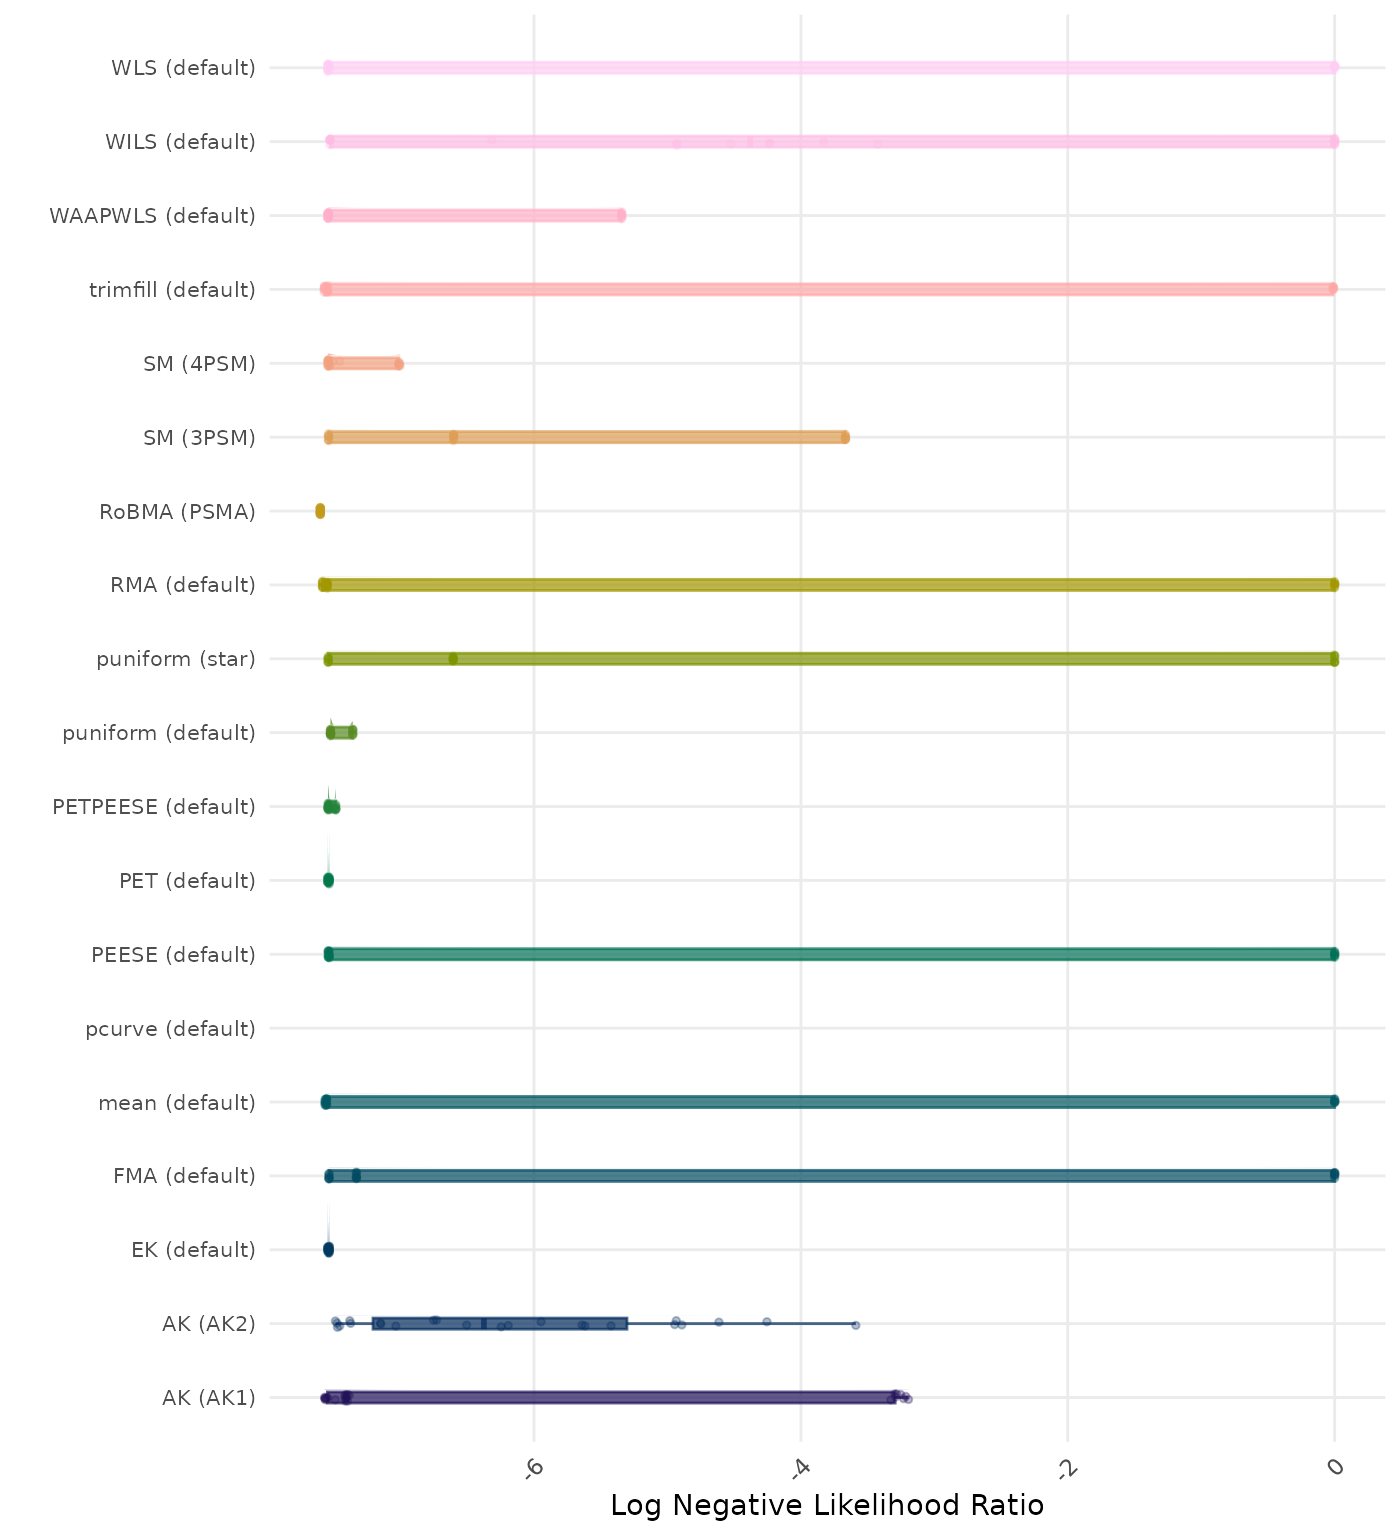 WLS (default)
WILS (default)
WAAPWLS (default)
trimfill (default)
SM (4PSM)
SM (3PSM)
RoBMA (PSMA)
RMA (default)
puniform (star)
puniform (default)
PETPEESE (default)
PET (default)
PEESE (default)
pcurve (default)
mean (default)
FMA (default)
EK (default)
AK (AK2)
AK (AK1)
-6 -4 -2 0
Log Negative Likelihood Ratio